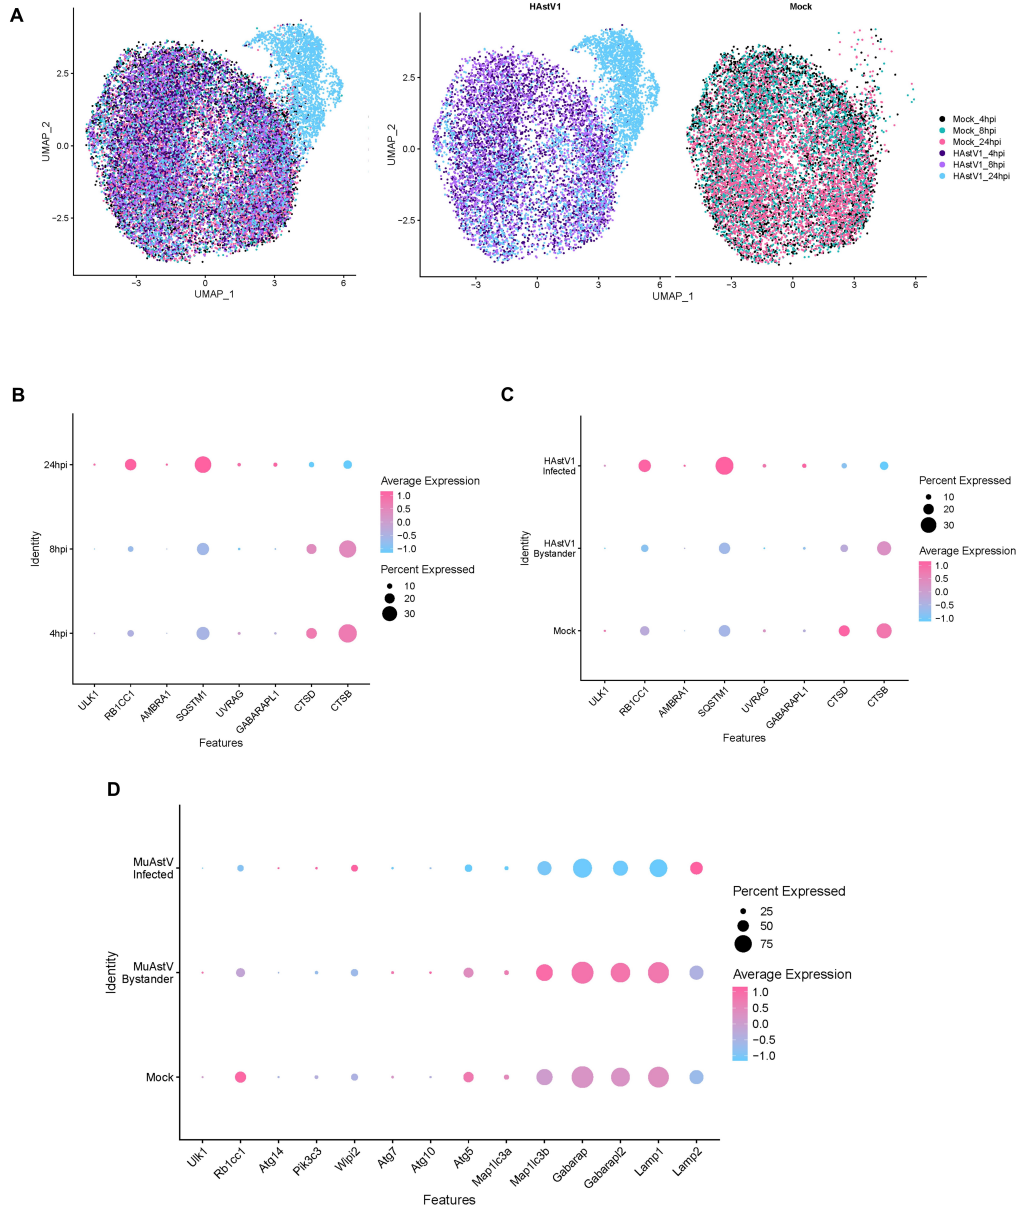 A
HAstV1
Mock
2.5
0.0
−2.5
UMAP_2
−3
0
3
6
UMAP_1
2.5
0.0
−2.5
UMAP_2
−3
0
3
6
−3
0
3
6
UMAP_1
Mock_4hpi
Mock_8hpi
Mock_24hpi
HAstV1_4hpi
HAstV1_8hpi
HAstV1_24hpi
B
24hpi
8hpi
4hpi
Identity
ULK1
RB1CC1
AMBRA1
SQSTM1
UVRAG
GABARAPL1
CTSD
CTSB
Features
Average Expression
1.0
0.5
0.0
−0.5
−1.0
Percent Expressed
10
20
30
C
HAstV1
Infected
HAstV1
Bystander
Mock
Identity
ULK1
RB1CC1
AMBRA1
SQSTM1
UVRAG
GABARAPL1
CTSD
CTSB
Features
Percent Expressed
10
20
30
Average Expression
1.0
0.5
0.0
−0.5
−1.0
D
MuAstV
Infected
MuAstV
Bystander
Mock
Identity
Ulk1
Rb1cc1
Atg14
Pik3c3
Wipi2
Atg7
Atg10
Atg5
Map1lc3a
Map1lc3b
Gabarap
Gabarapl2
Lamp1
Lamp2
Features
Percent Expressed
25
50
75
Average Expression
1.0
0.5
0.0
−0.5
−1.0